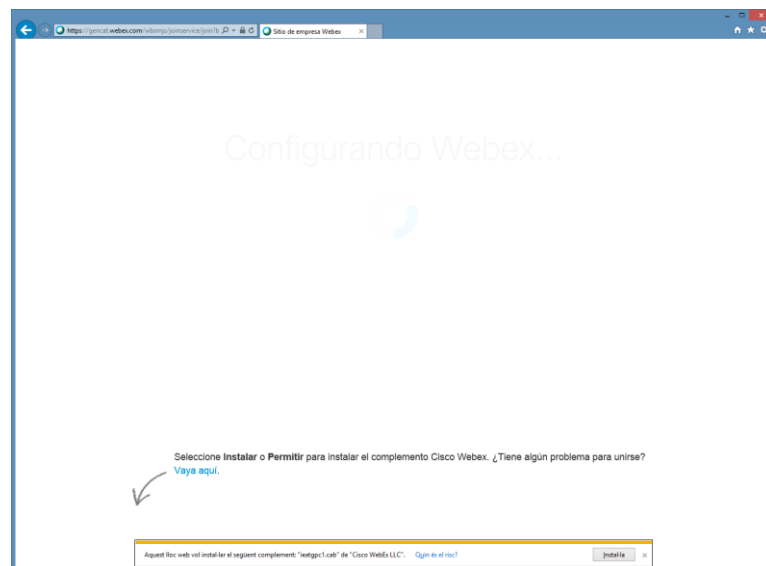 https://gencat.webex.com/wbxmjs/joinservice/join?b
Sitio de empresa Webex
Configurando Webex...
Seleccione Instalar o Permitir para instalar el complemento Cisco Webex. ¿Tiene algún problema para unirse?
Vaya aquí.
Aquest lloc web vol instal·lar el següent complement: "ieatgpc1.cab" de "Cisco WebEx LLC". Quin és el risc? Instal·la